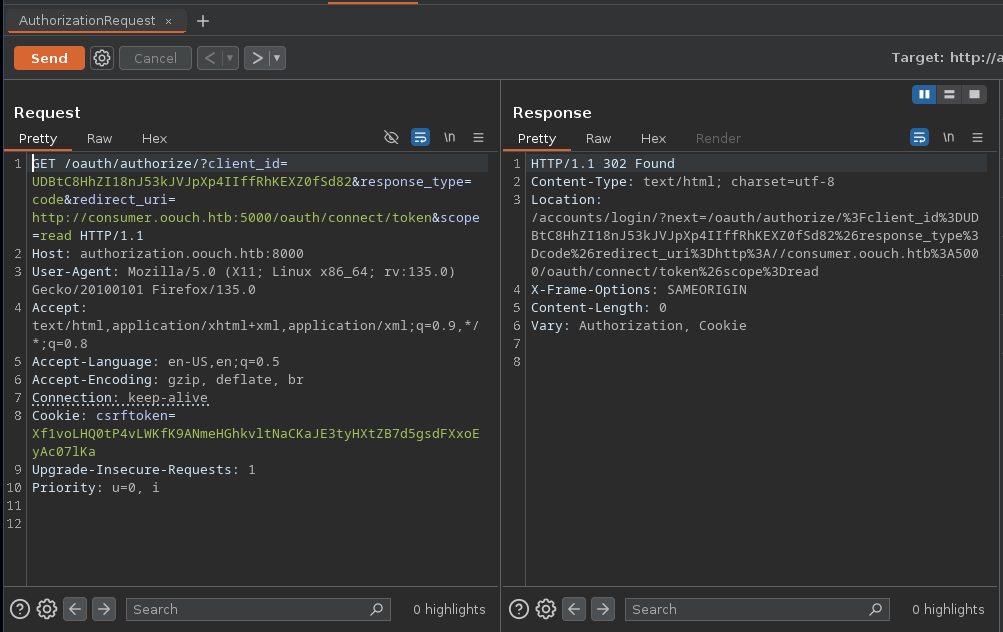 AuthorizationRequest × +
Send Cancel < > Target: http://a
Request
Pretty Raw Hex \n
1 GET /oauth/authorize/?client_id=
UDBtC8HhZI18nJ53kJVJpXp4IIffRhKEXZ0fSd82&response_type=
code&redirect_uri=
http://consumer.oouch.htb:5000/oauth/connect/token&scope
=read HTTP/1.1
2 Host: authorization.oouch.htb:8000
3 User-Agent: Mozilla/5.0 (X11; Linux x86_64; rv:135.0)
Gecko/20100101 Firefox/135.0
4 Accept:
text/html,application/xhtml+xml,application/xml;q=0.9,*/
*;q=0.8
5 Accept-Language: en-US,en;q=0.5
6 Accept-Encoding: gzip, deflate, br
7 Connection: keep-alive
8 Cookie: csrftoken=
Xf1voLHQ0tP4vLWKfK9ANmeHGhkvltNaCKaJE3tyHXtZB7d5gsdFXxoE
yAc07lKa
9 Upgrade-Insecure-Requests: 1
10 Priority: u=0, i
11
12
Search 0 highlights
Response
Pretty Raw Hex Render \n
1 HTTP/1.1 302 Found
2 Content-Type: text/html; charset=utf-8
3 Location:
/accounts/login/?next=/oauth/authorize/%3Fclient_id%3DUD
BtC8HhZI18nJ53kJVJpXp4IIffRhKEXZ0fSd82%26response_type%3
Dcode%26redirect_uri%3Dhttp%3A//consumer.oouch.htb%3A500
0/oauth/connect/token%26scope%3Dread
4 X-Frame-Options: SAMEORIGIN
5 Content-Length: 0
6 Vary: Authorization, Cookie
7
8
Search 0 highlights